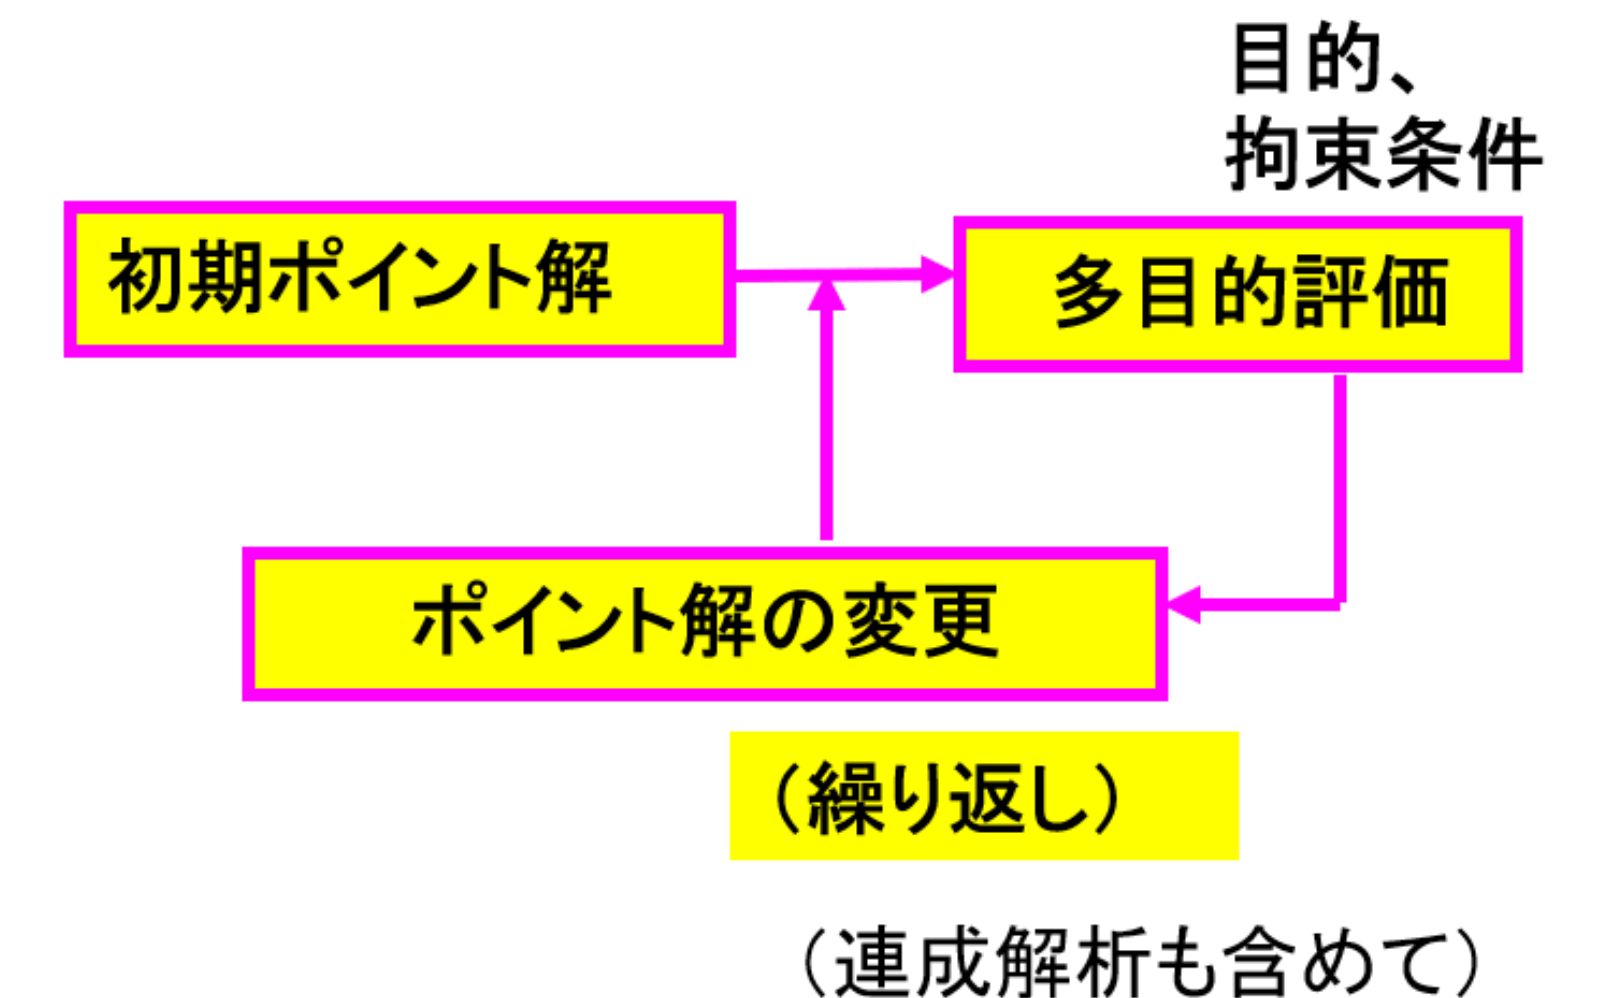 目的、
拘束条件
初期ポイント解
多目的評価
ポイント解の変更
（繰り返し）
（連成解析も含めて）